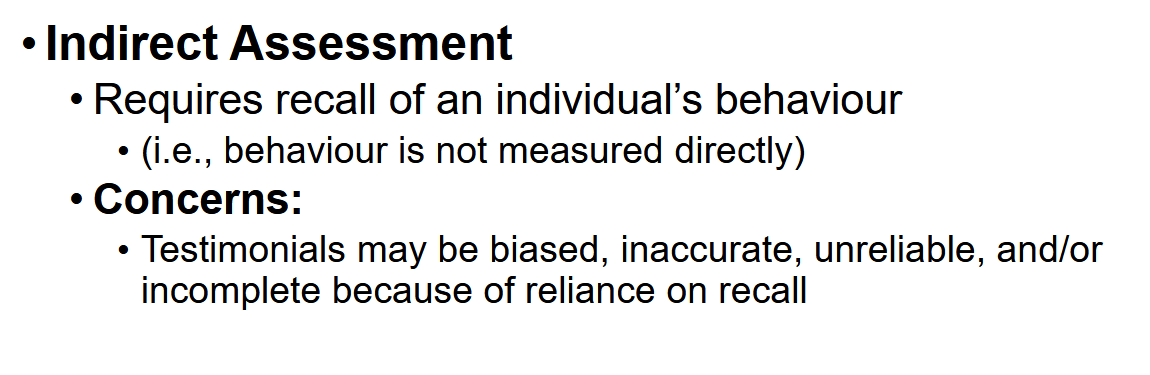 • Indirect Assessment
• Requires recall of an individual’s behaviour
• (i.e., behaviour is not measured directly)
• Concerns:
• Testimonials may be biased, inaccurate, unreliable, and/or
incomplete because of reliance on recall